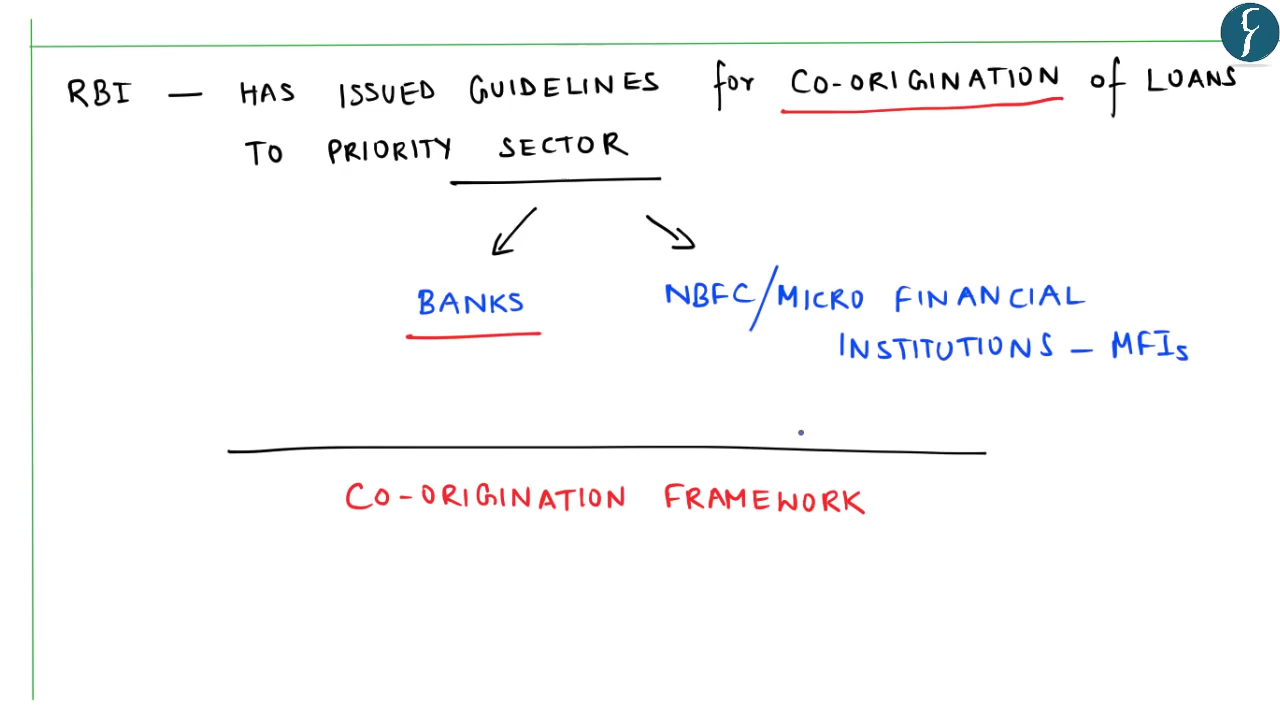 RBI — HAS ISSUED GUIDELINES for CO-ORIGINATION of LOANS
TO PRIORITY SECTOR
BANKS
NBFC/MICRO FINANCIAL
INSTITUTIONS — MFIs
CO-ORIGINATION FRAMEWORK